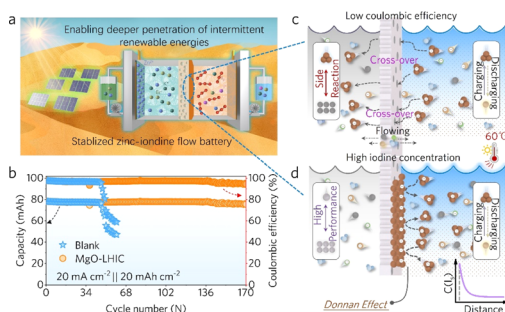 a
Enabling deeper penetration of intermittent
renewable energies
Stablized zinc-iodine flow battery
b
Capacity (mAh)
100
80
60
40
20
0
Blank
MgO-LHIC
20 mA cm⁻² || 20 mAh cm⁻²
0 34 68 102 136 170
Cycle number (N)
100
80
60
40
20
0
Coulombic efficiency (%)
c
Low coulombic efficiency
Side
Reaction
Cross-over
Cross-over
Discharging
Charging
Flowing
60℃
High iodine concentration
d
High
Performance
Discharging
Charging
Donnan Effect
C(I₃)
Distance